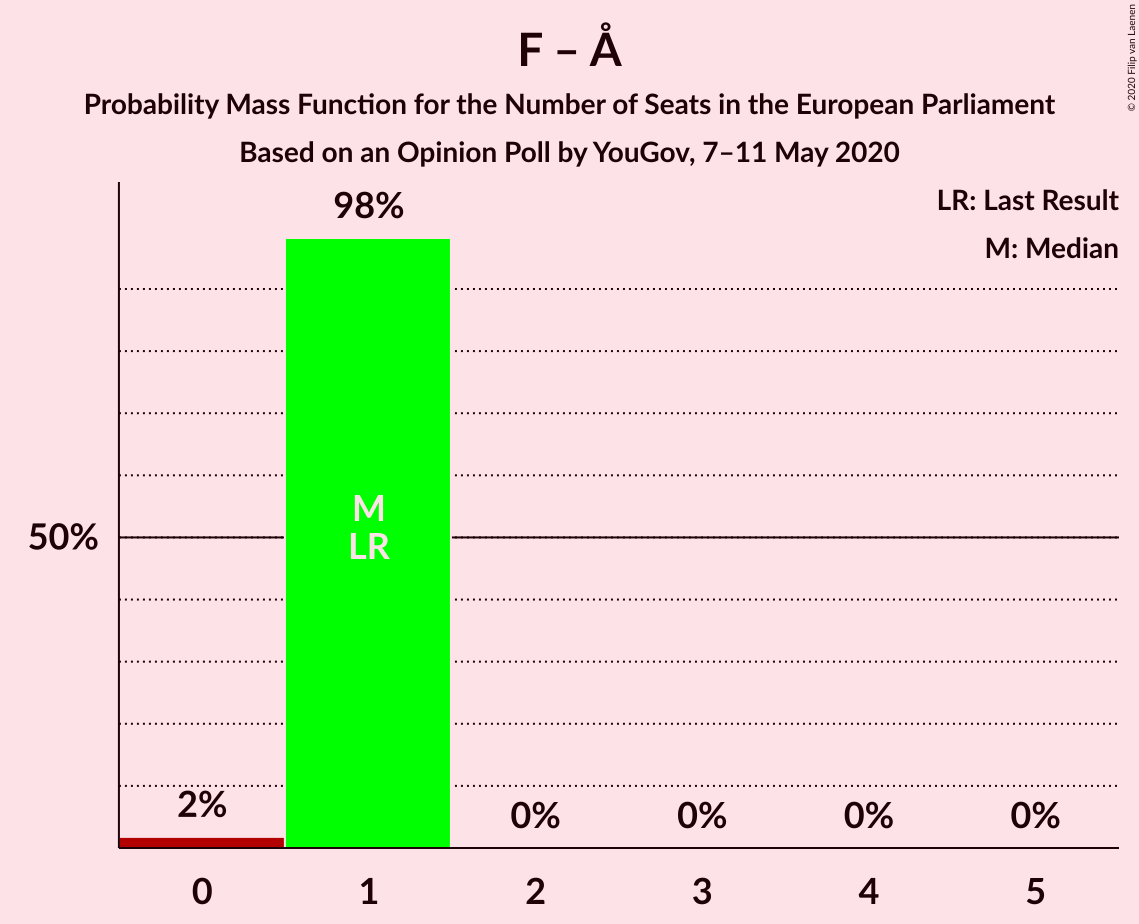 F – Å
Probability Mass Function for the Number of Seats in the European Parliament
Based on an Opinion Poll by YouGov, 7–11 May 2020
© 2020 Filip van Laenen
LR: Last Result
M: Median
98%
M
LR
50%
2%
0%
0%
0%
0%
0
1
2
3
4
5